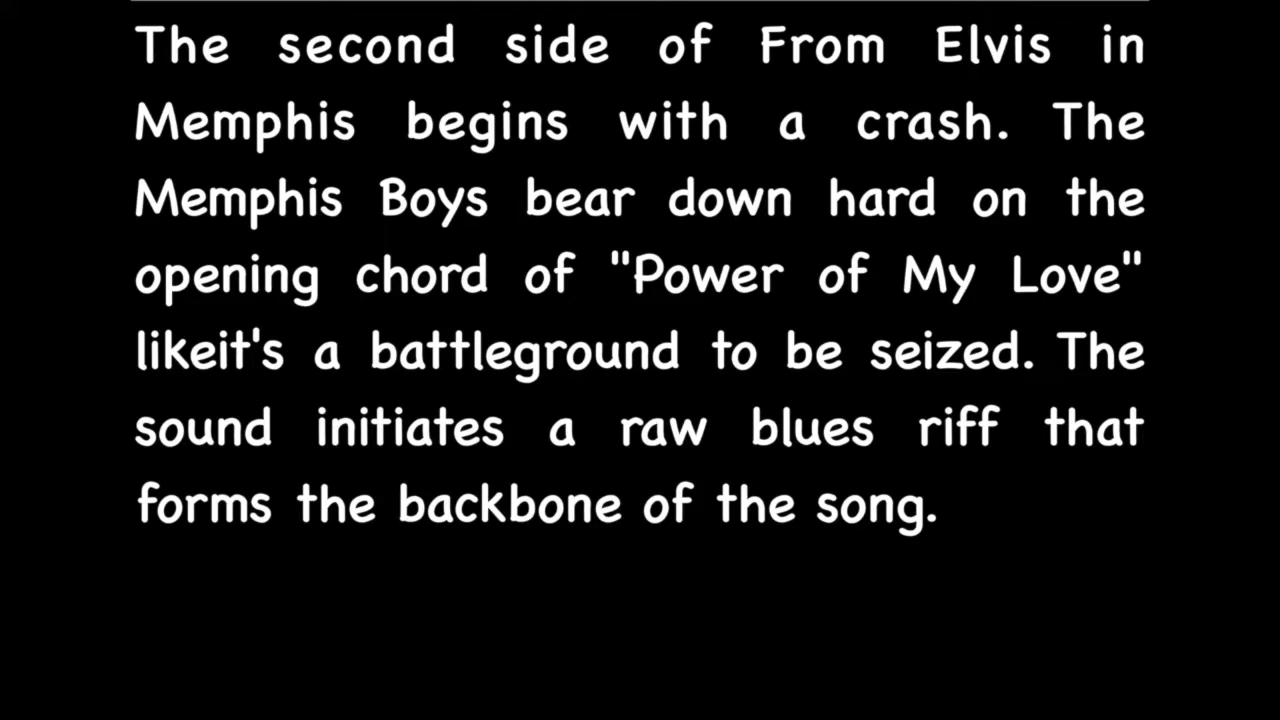 The second side of From Elvis in
Memphis begins with a crash. The
Memphis Boys bear down hard on the
opening chord of "Power of My Love"
likeit's a battleground to be seized. The
sound initiates a raw blues riff that
forms the backbone of the song.